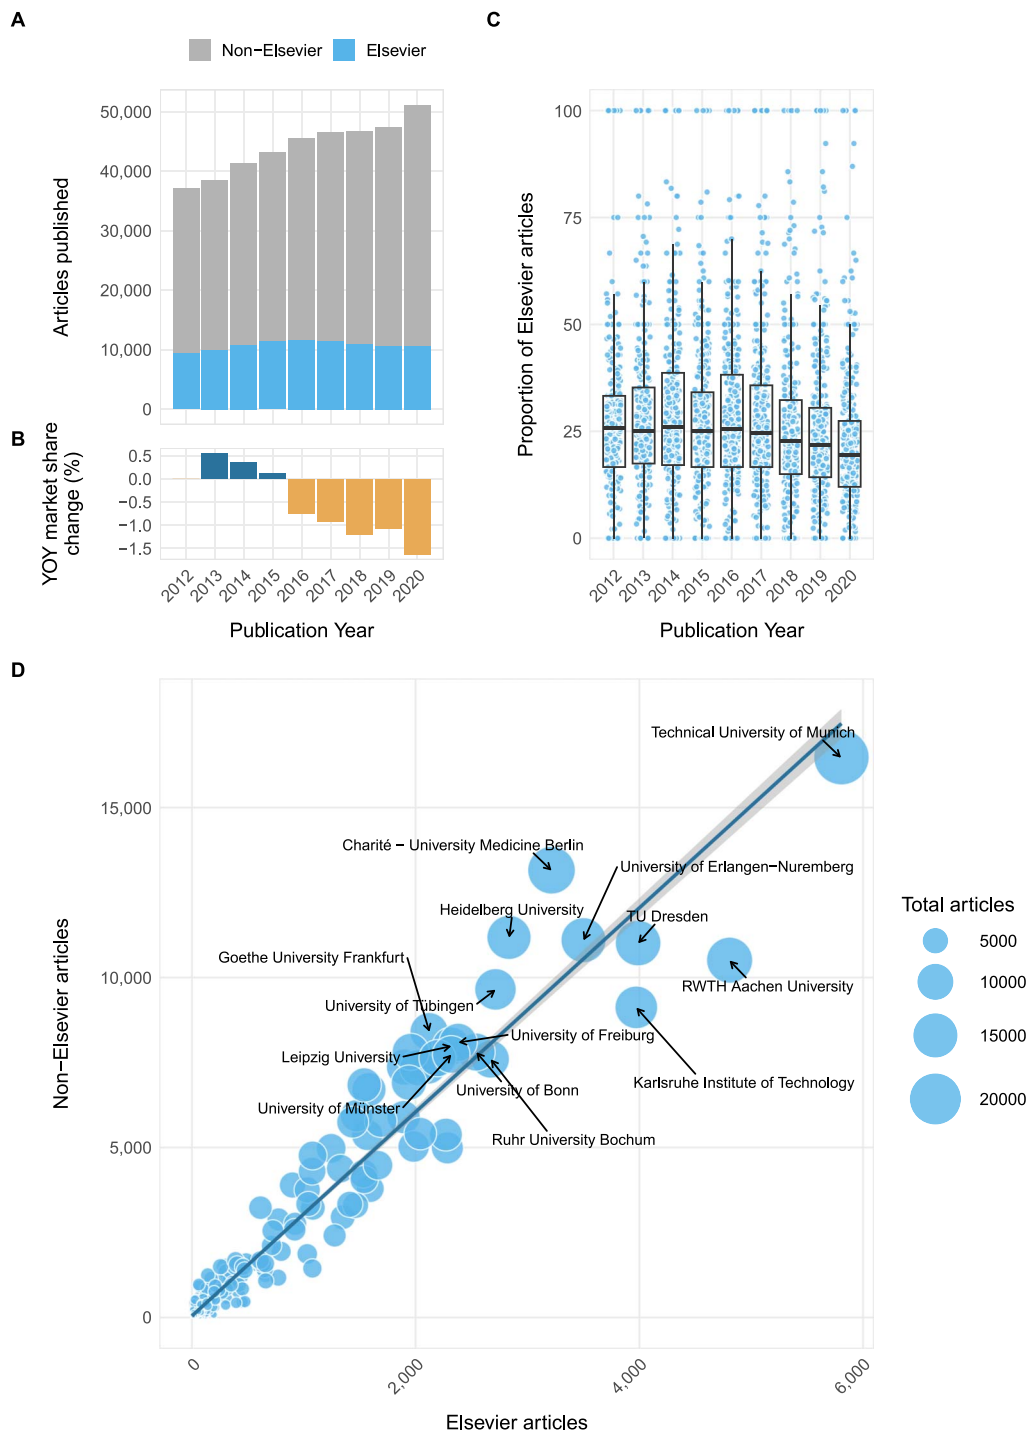 A
Non−Elsevier
Elsevier
Articles published
50,000
40,000
30,000
20,000
10,000
0
B
YOY market share
change (%)
0.5
0.0
−0.5
−1.0
−1.5
2012
2013
2014
2015
2016
2017
2018
2019
2020
Publication Year
C
Proportion of Elsevier articles
100
75
50
25
0
2012
2013
2014
2015
2016
2017
2018
2019
2020
Publication Year
D
Non−Elsevier articles
15,000
10,000
5,000
0
Technical University of Munich
Charité − University Medicine Berlin
University of Erlangen−Nuremberg
Heidelberg University
TU Dresden
Goethe University Frankfurt
RWTH Aachen University
University of Tübingen
University of Freiburg
Leipzig University
Karlsruhe Institute of Technology
University of Bonn
University of Münster
Ruhr University Bochum
0
2,000
4,000
6,000
Elsevier articles
Total articles
5000
10000
15000
20000